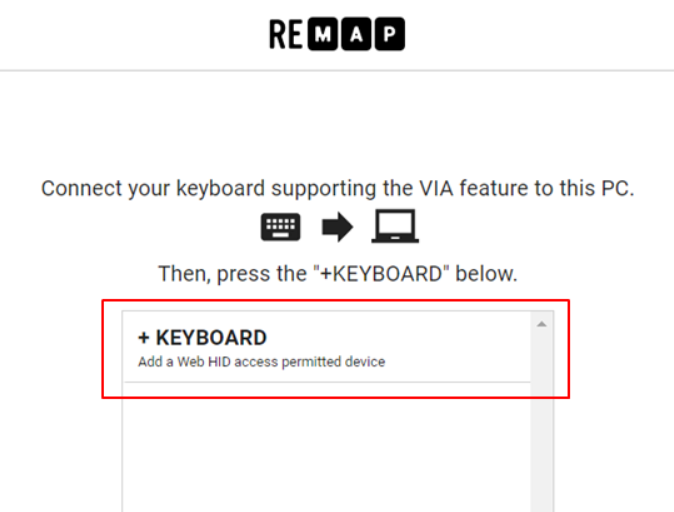 REMAP
Connect your keyboard supporting the VIA feature to this PC.
Then, press the "+KEYBOARD" below.
+ KEYBOARD
Add a Web HID access permitted device